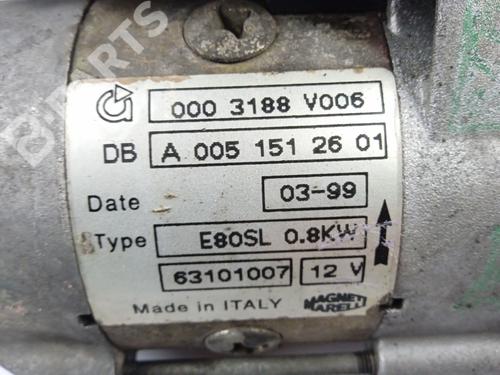 000 3188 V006
DB A 005 151 26 01
Date 03-99
Type E80SL 0.8KW
63101007 12 V
Made in ITALY MAGNETI MARELLI